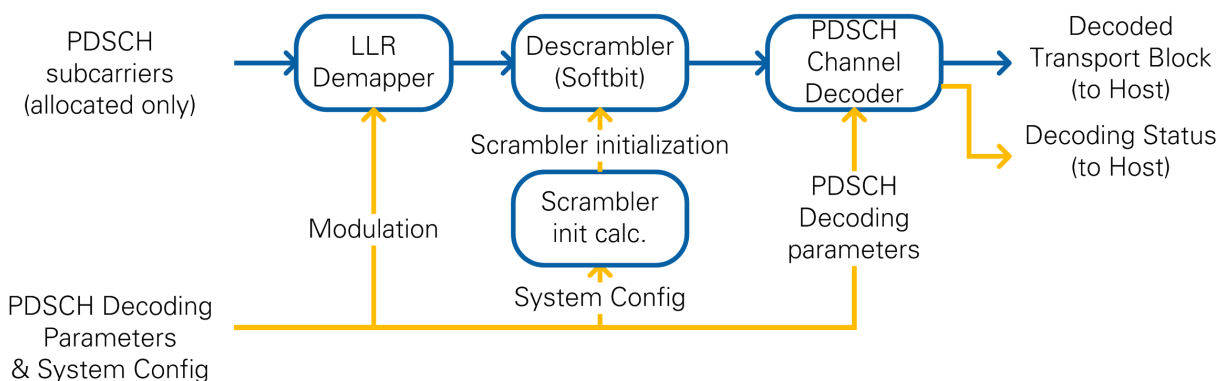 PDSCH
subcarriers
(allocated only)
LLR
Demapper
Descrambler
(Softbit)
PDSCH
Channel
Decoder
Decoded
Transport Block
(to Host)
Decoding Status
(to Host)
Scrambler initialization
Scrambler
init calc.
Modulation
PDSCH
Decoding
parameters
System Config
PDSCH Decoding
Parameters
& System Config